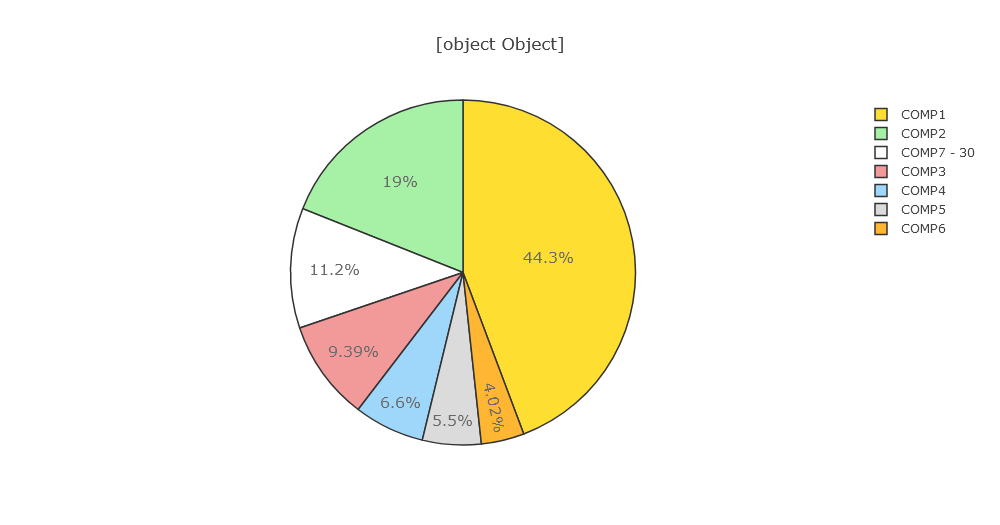 [object Object]
COMP1
COMP2
COMP7 - 30
COMP3
COMP4
COMP5
COMP6
19%
44.3%
11.2%
9.39%
6.6%
5.5%
4.02%